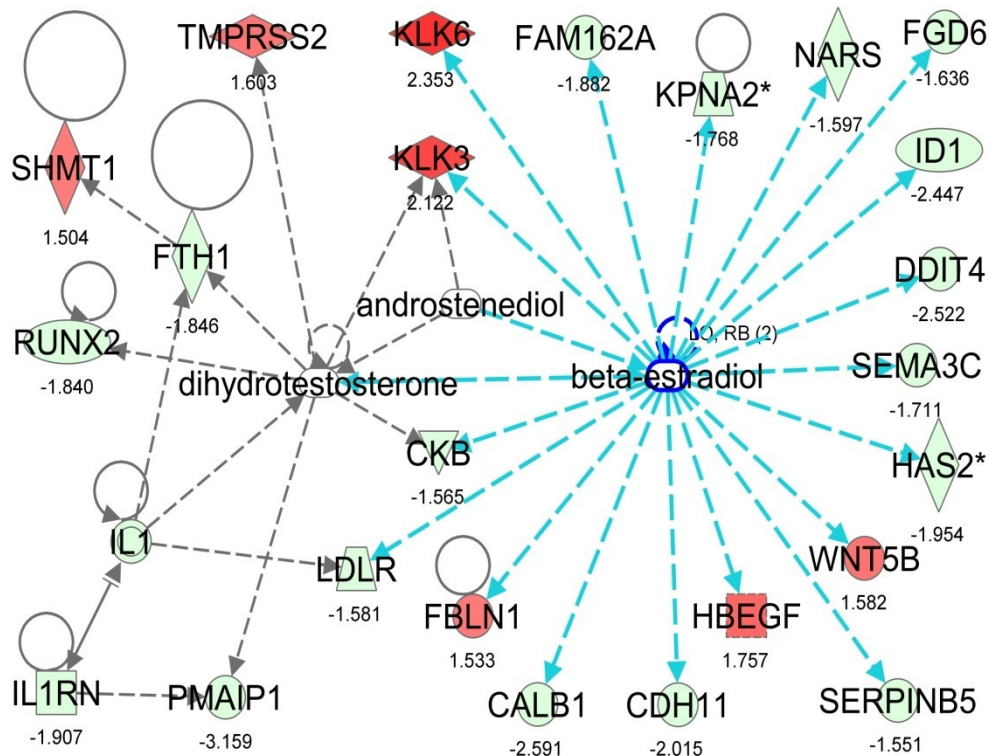 TMPRSS2
1.603
KLK6
2.353
FAM162A
-1.882
KPNA2*
-1.768
NARS
-1.597
FGD6
-1.636
SHMT1
1.504
KLK3
2.122
ID1
-2.447
FTH1
-1.846
DDIT4
-2.522
androstenediol
RUNX2
-1.840
dihydrotestosterone
LO, RB (2)
beta-estradiol
SEMA3C
-1.711
CKB
-1.565
HAS2*
-1.954
IL1
LDLR
-1.581
FBLN1
1.533
HBEGF
1.757
WNT5B
1.582
IL1RN
-1.907
PMAIP1
-3.159
CALB1
-2.591
CDH11
-2.015
SERPINB5
-1.551